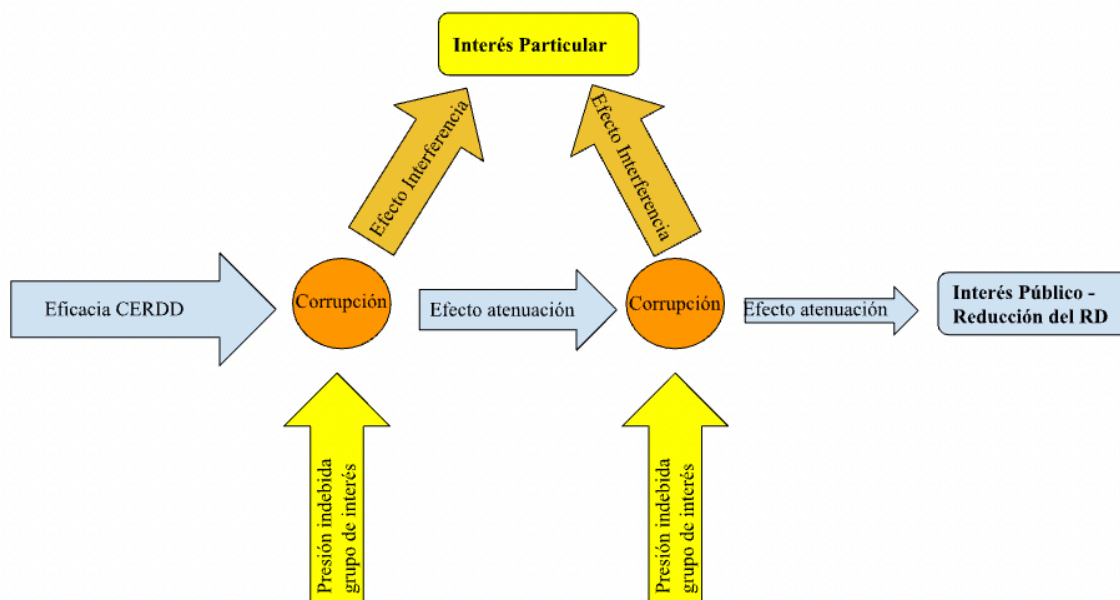 Interés Particular
Efecto Interferencia
Efecto Interferencia
Eficacia CERDD
Corrupción
Efecto atenuación
Corrupción
Efecto atenuación
Interés Público -
Reducción del RD
Presión indebida
grupo de interés
Presión indebida
grupo de interés